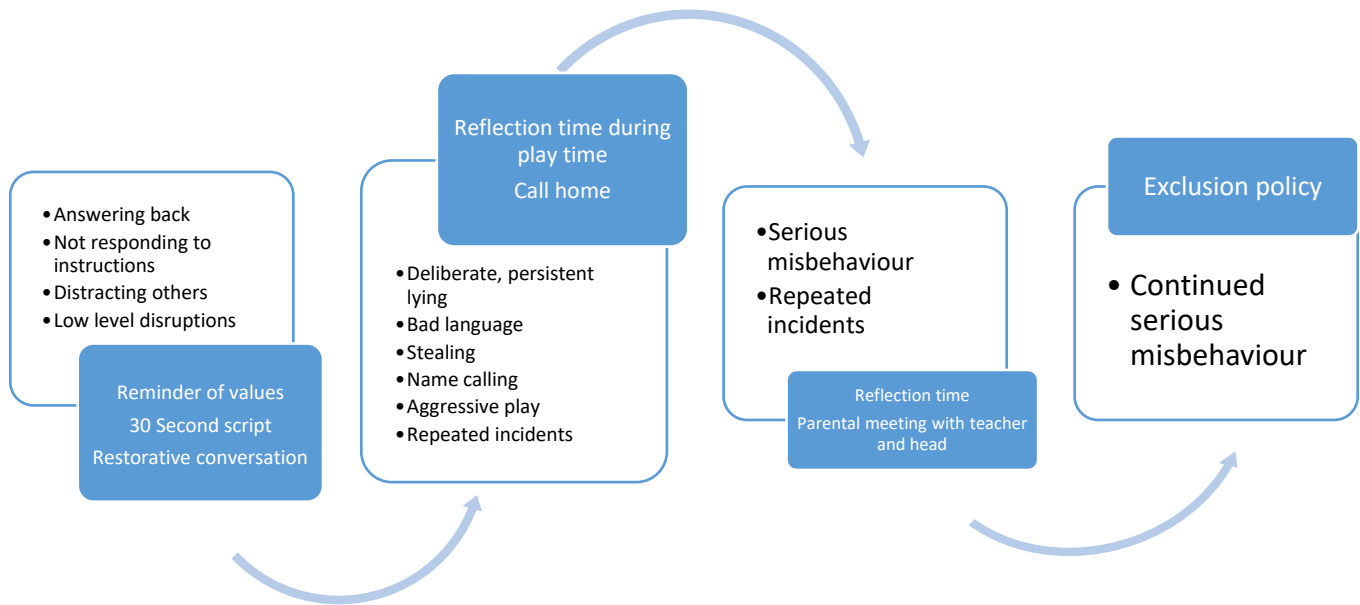 •Answering back
•Not responding to
instructions
•Distracting others
•Low level disruptions
Reminder of values
30 Second script
Restorative conversation
Reflection time during
play time
Call home
•Deliberate, persistent
lying
•Bad language
•Stealing
•Name calling
•Aggressive play
•Repeated incidents
•Serious
misbehaviour
•Repeated
incidents
Reflection time
Parental meeting with teacher
and head
Exclusion policy
• Continued
serious
misbehaviour